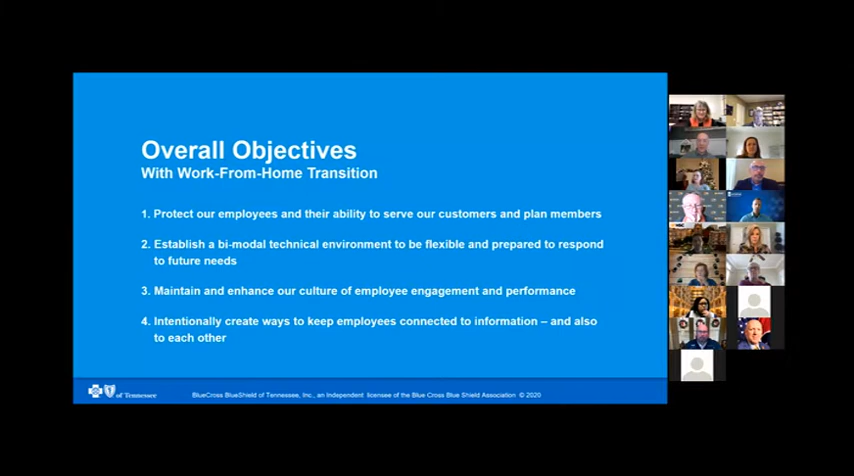 Overall Objectives
With Work-From-Home Transition
1. Protect our employees and their ability to serve our customers and plan members
2. Establish a bi-modal technical environment to be flexible and prepared to respond
to future needs
3. Maintain and enhance our culture of employee engagement and performance
4. Intentionally create ways to keep employees connected to information – and also
to each other
of Tennessee
BlueCross BlueShield of Tennessee, Inc., an Independent licensee of the Blue Cross Blue Shield Association © 2020